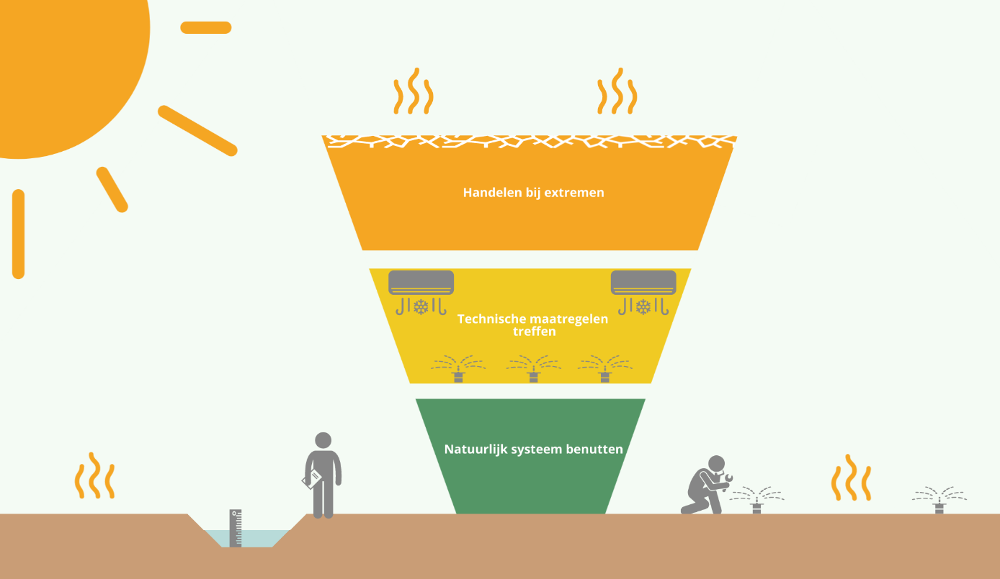 Handelen bij extremen
Technische maatregelen
treffen
Natuurlijk systeem benutten